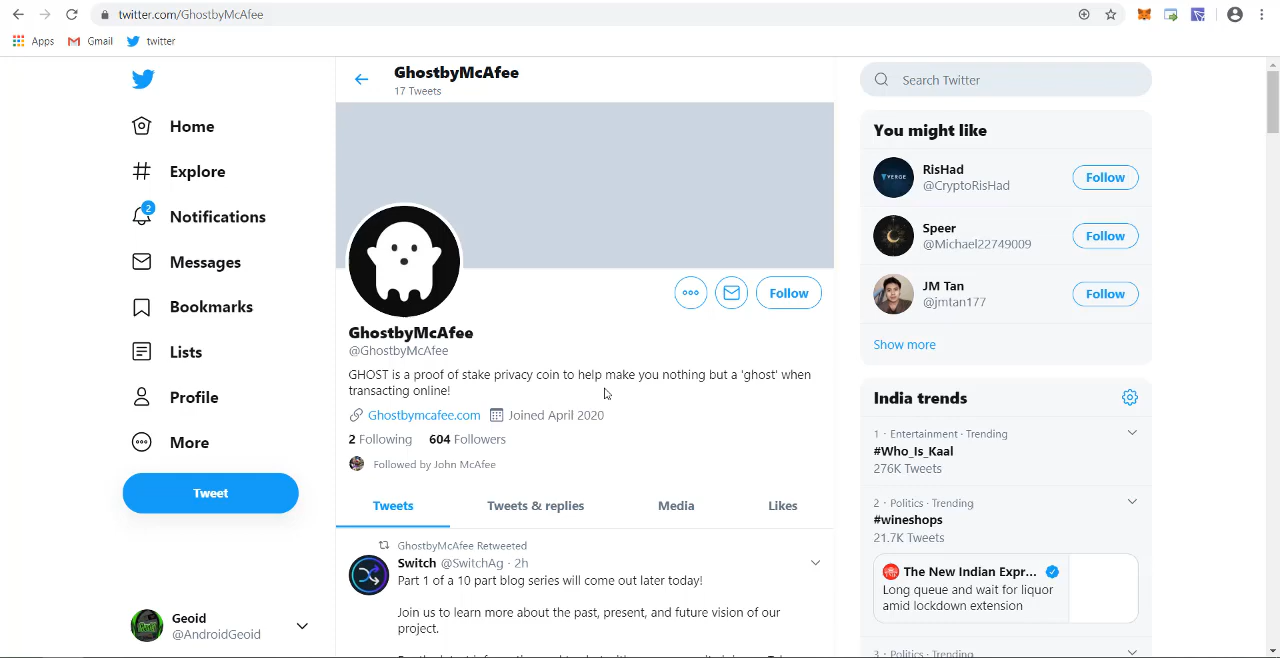 twitter.com/GhostbyMcAfee
Apps
Gmail
twitter
Home
Explore
2
Notifications
Messages
Bookmarks
Lists
Profile
More
Tweet
Geoid
@AndroidGeoid
GhostbyMcAfee
17 Tweets
Follow
GhostbyMcAfee
@GhostbyMcAfee
GHOST is a proof of stake privacy coin to help make you nothing but a 'ghost' when
transacting online!
Ghostbymcafee.com Joined April 2020
2 Following 604 Followers
Followed by John McAfee
Tweets
Tweets & replies
Media
Likes
GhostbyMcAfee Retweeted
Switch @SwitchAg · 2h
Part 1 of a 10 part blog series will come out later today!
Join us to learn more about the past, present, and future vision of our
project.
Search Twitter
You might like
VERGE
RisHad
@CryptoRisHad
Follow
Speer
@Michael22749009
Follow
JM Tan
@jmtan177
Follow
Show more
India trends
1 · Entertainment · Trending
#Who_Is_Kaal
276K Tweets
2 · Politics · Trending
#wineshops
21.7K Tweets
The New Indian Expr...
Long queue and wait for liquor
amid lockdown extension
3 · Politics · Trending